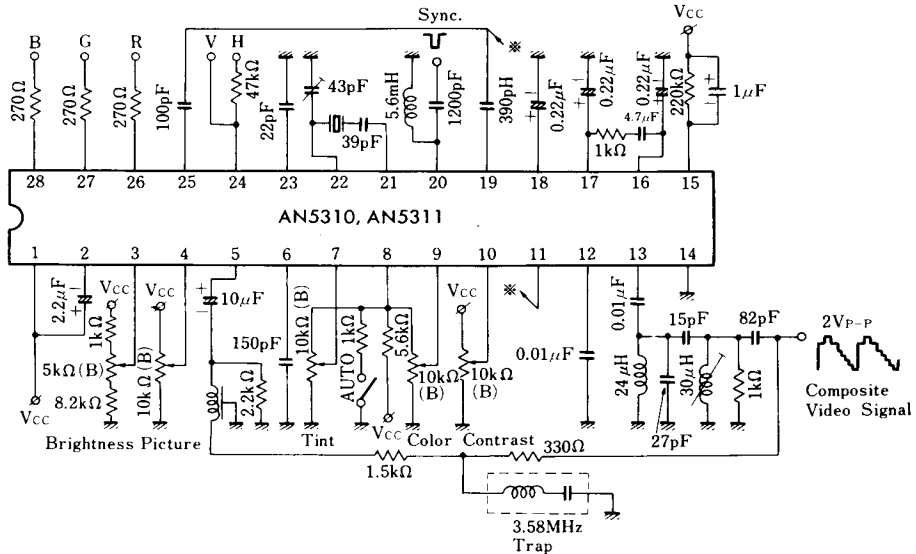 Sync.
VCC
B G R V H ※
270Ω 270Ω 270Ω 100pF 47kΩ 22pF 43pF 39pF 5.6mH 1200pF 390pH − + 0.22μF − + 0.22μF 1kΩ 4.7μF 0.22μF − + 220kΩ + − 1μF
28 27 26 25 24 23 22 21 20 19 18 17 16 15
AN5310, AN5311
1 2 3 4 5 6 7 8 9 10 11 12 13 14
2.2μF − + VCC VCC + − 10μF 10kΩ (B) 1kΩ VCC ※ 0.01μF 15pF 82pF 2VP-P
1kΩ 150pF 5.6kΩ
5kΩ (B) 10kΩ (B) AUTO 10kΩ (B) 10kΩ (B) 0.01μF 24μH 30μH 1kΩ
VCC 8.2kΩ 2.2kΩ VCC 27pF
Composite
Video Signal
Brightness Picture Tint Color Contrast
1.5kΩ 330Ω
3.58MHz
Trap